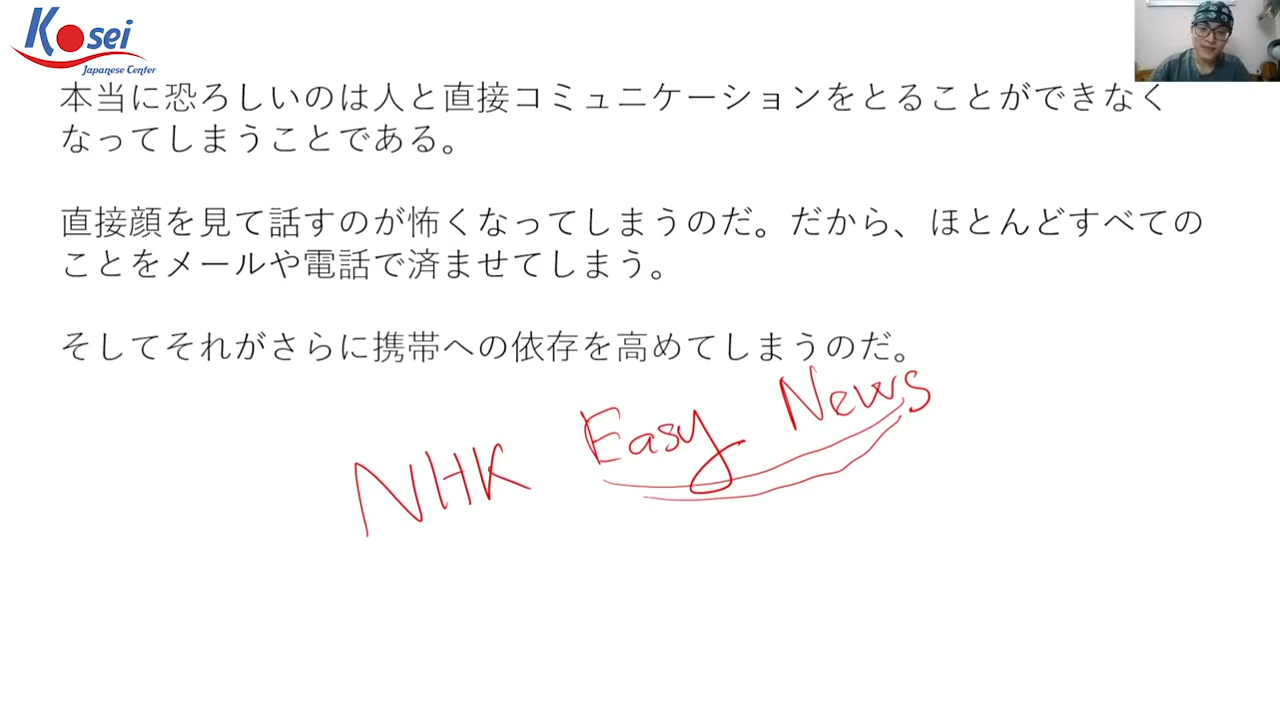 Kosei
Japanese Center
本当に恐ろしいのは人と直接コミュニケーションをとることができなく
なってしまうことである。
直接顔を見て話すのが怖くなってしまうのだ。だから、ほとんどすべての
ことをメールや電話で済ませてしまう。
そしてそれがさらに携帯への依存を高めてしまうのだ。
NHK Easy News